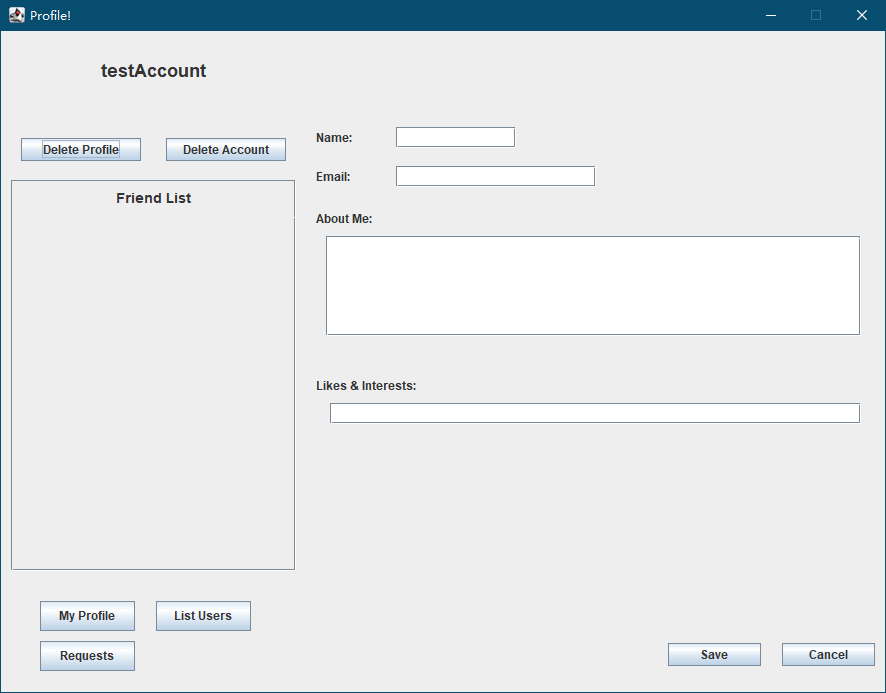 Profile!
testAccount
Delete Profile
Delete Account
Friend List
My Profile
List Users
Requests
Name:
Email:
About Me:
Likes & Interests:
Save
Cancel